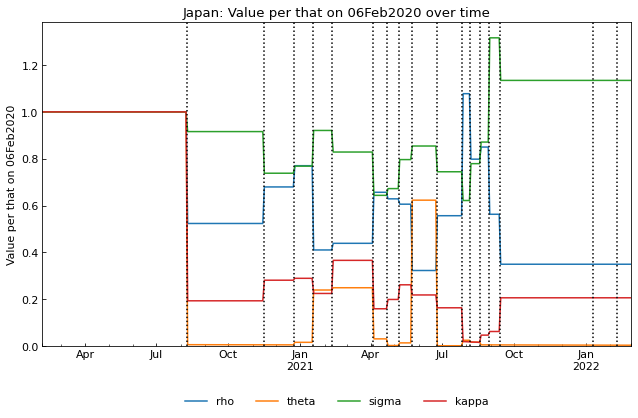 Japan: Value per that on 06Feb2020 over time
Value per that on 06Feb2020
1.2
1.0
0.8
0.6
0.4
0.2
0.0
Apr Jul Oct Jan Apr Jul Oct Jan
2021 2022
rho theta sigma kappa